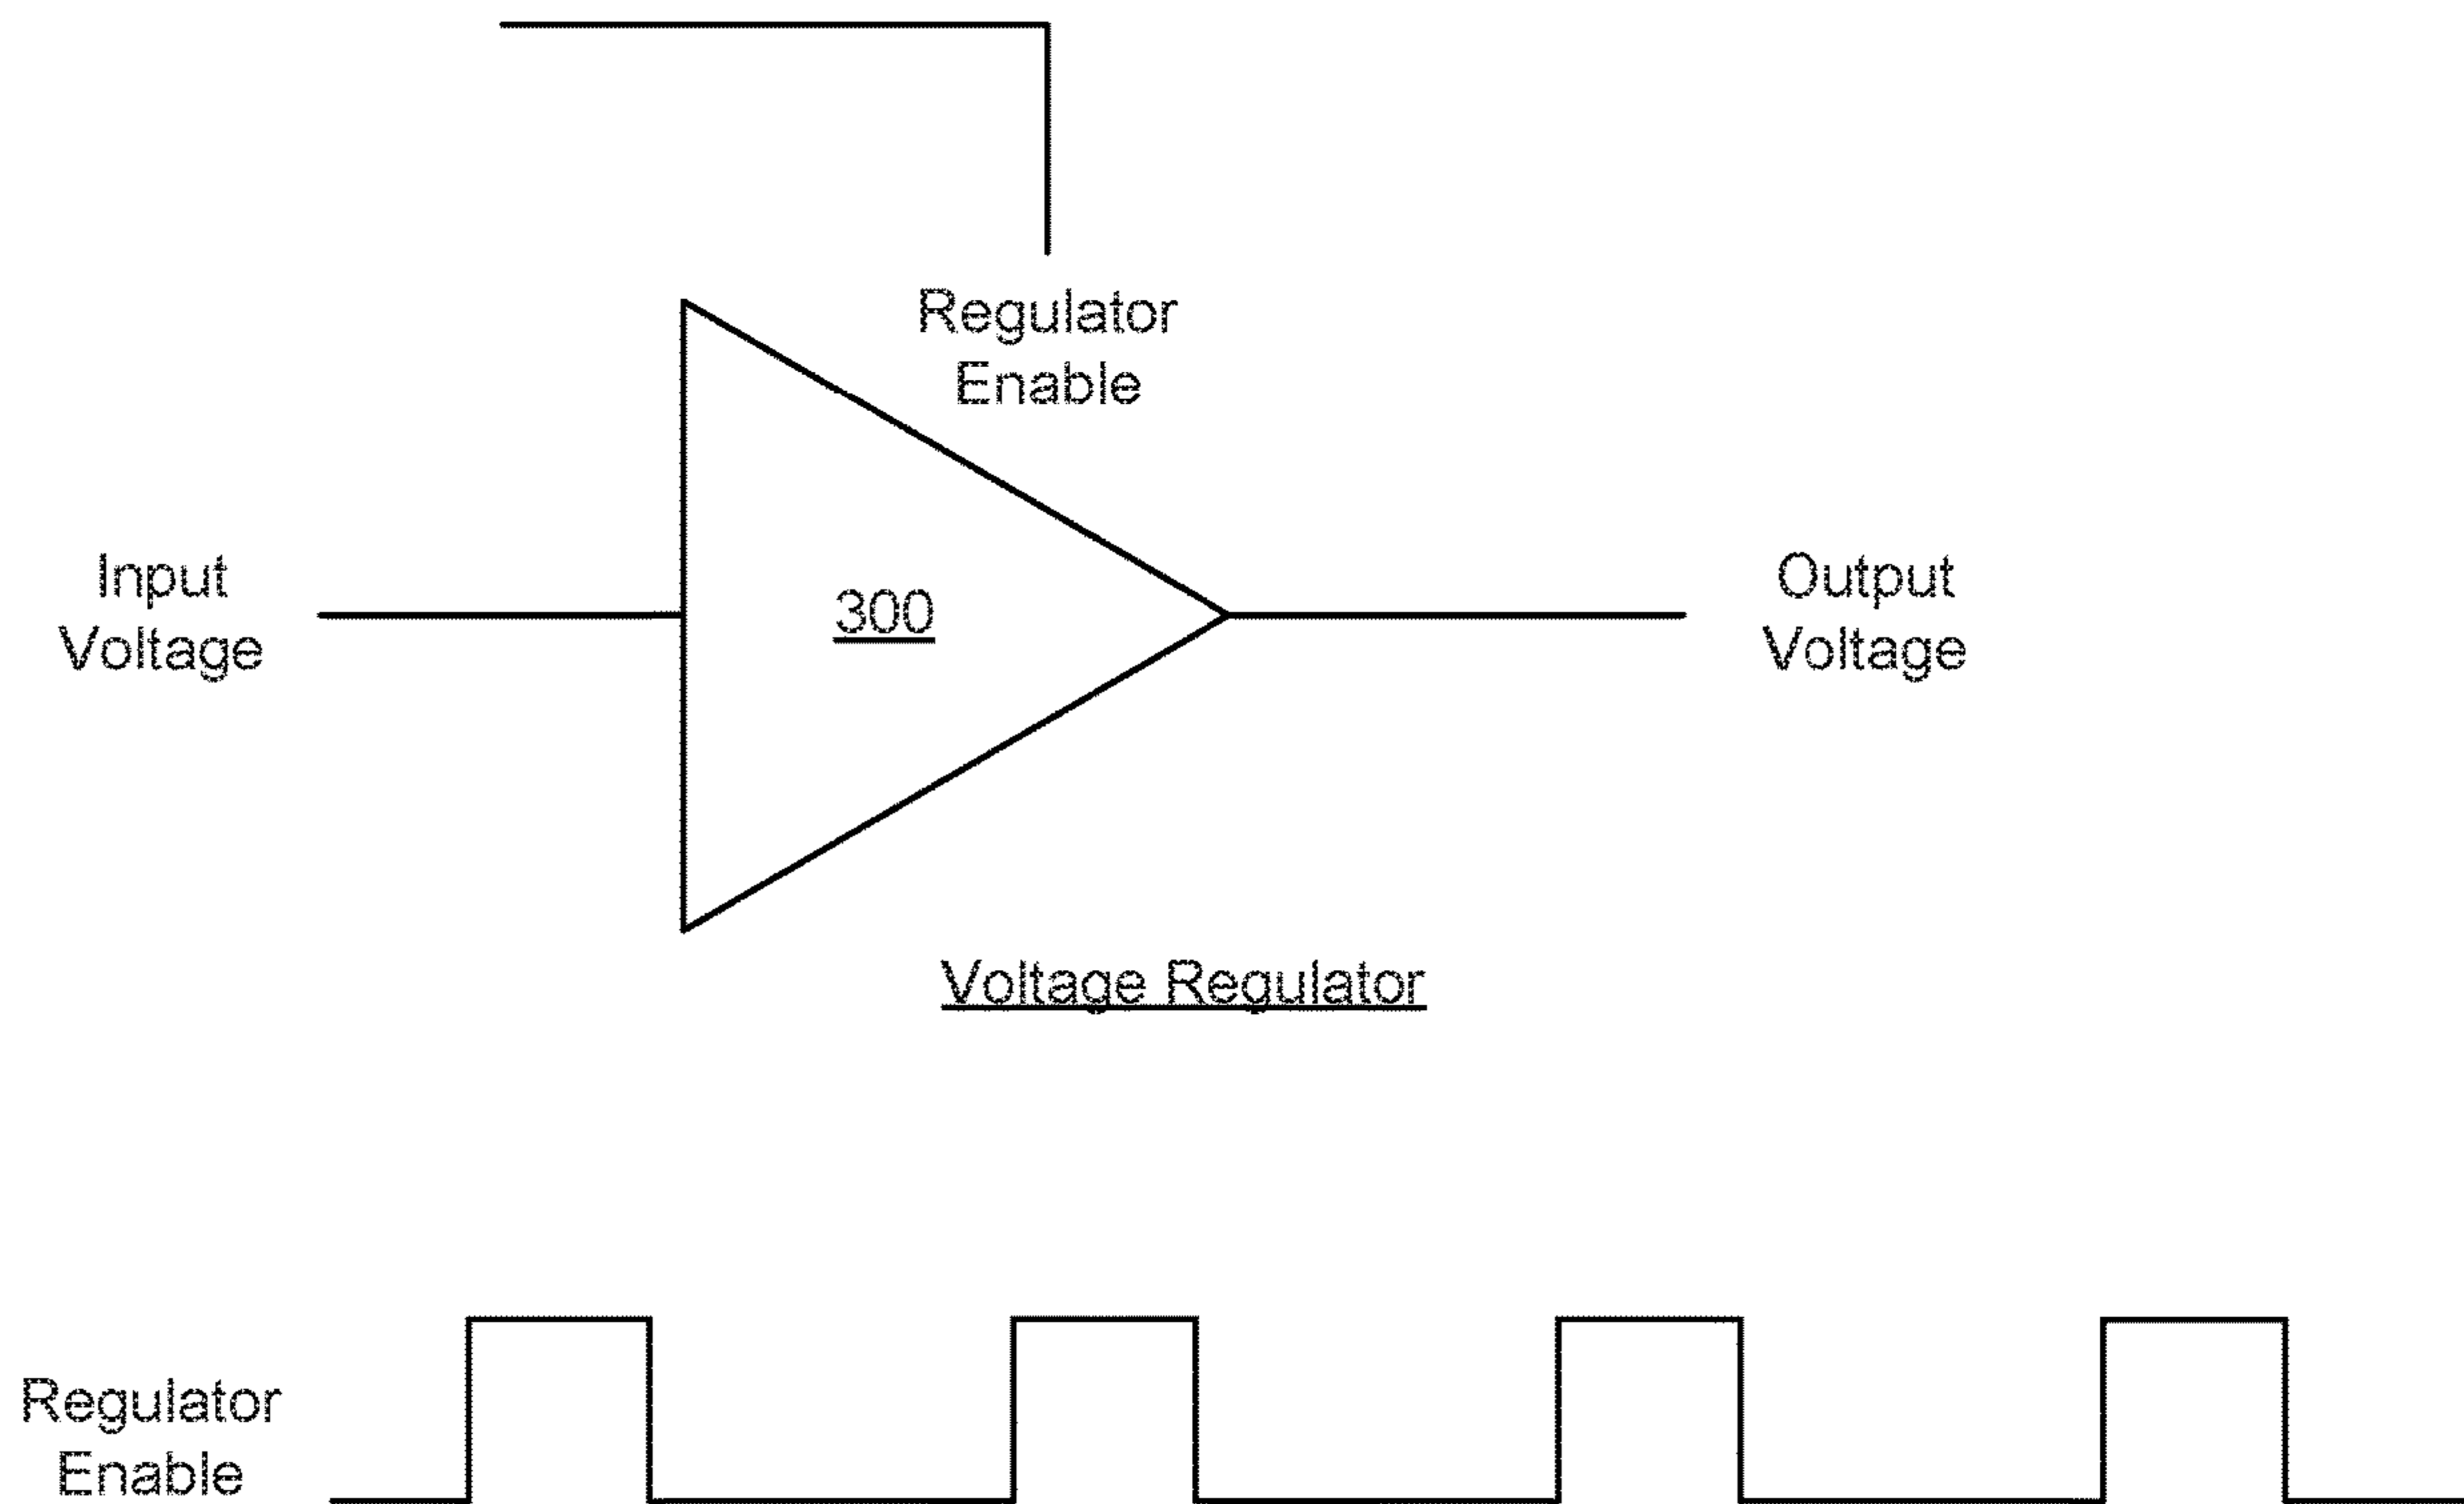 Regulator
Enable
Input
Voltage
300
Output
Voltage
Voltage Regulator
Regulator
Enable